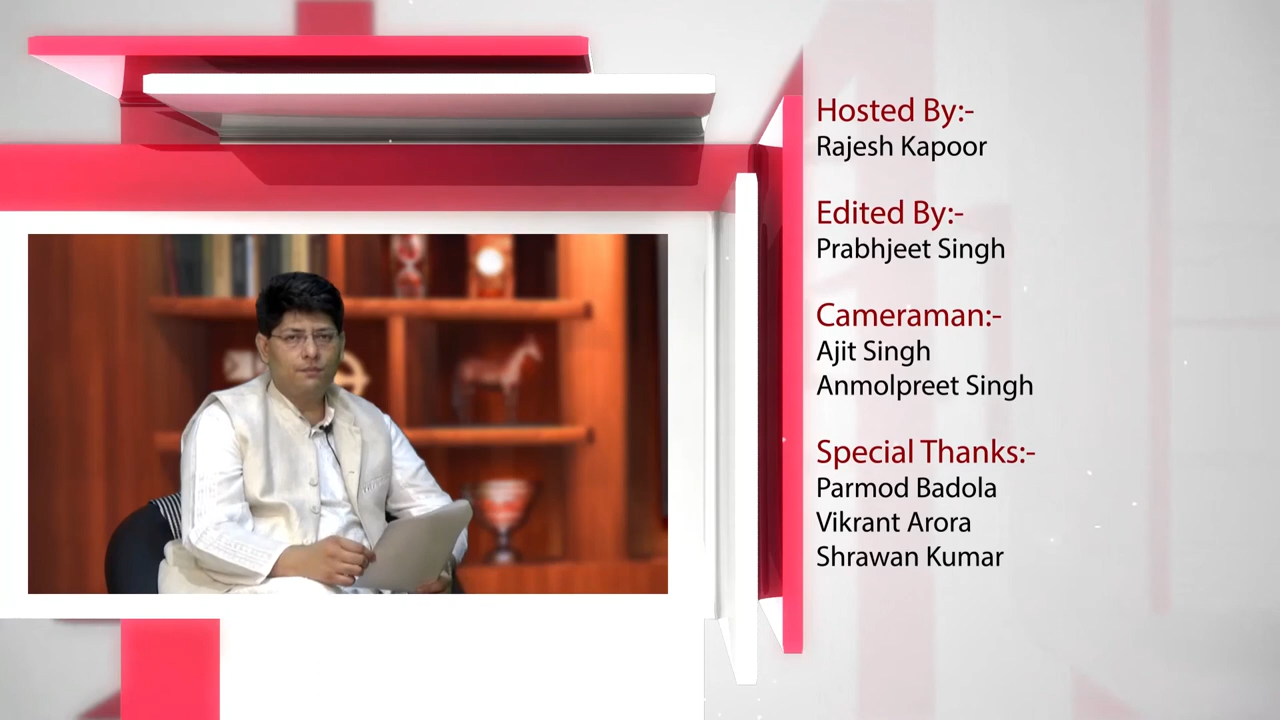 Hosted By:-
Rajesh Kapoor
Edited By:-
Prabhjeet Singh
Cameraman:-
Ajit Singh
Anmolpreet Singh
Special Thanks:-
Parmod Badola
Vikrant Arora
Shrawan Kumar